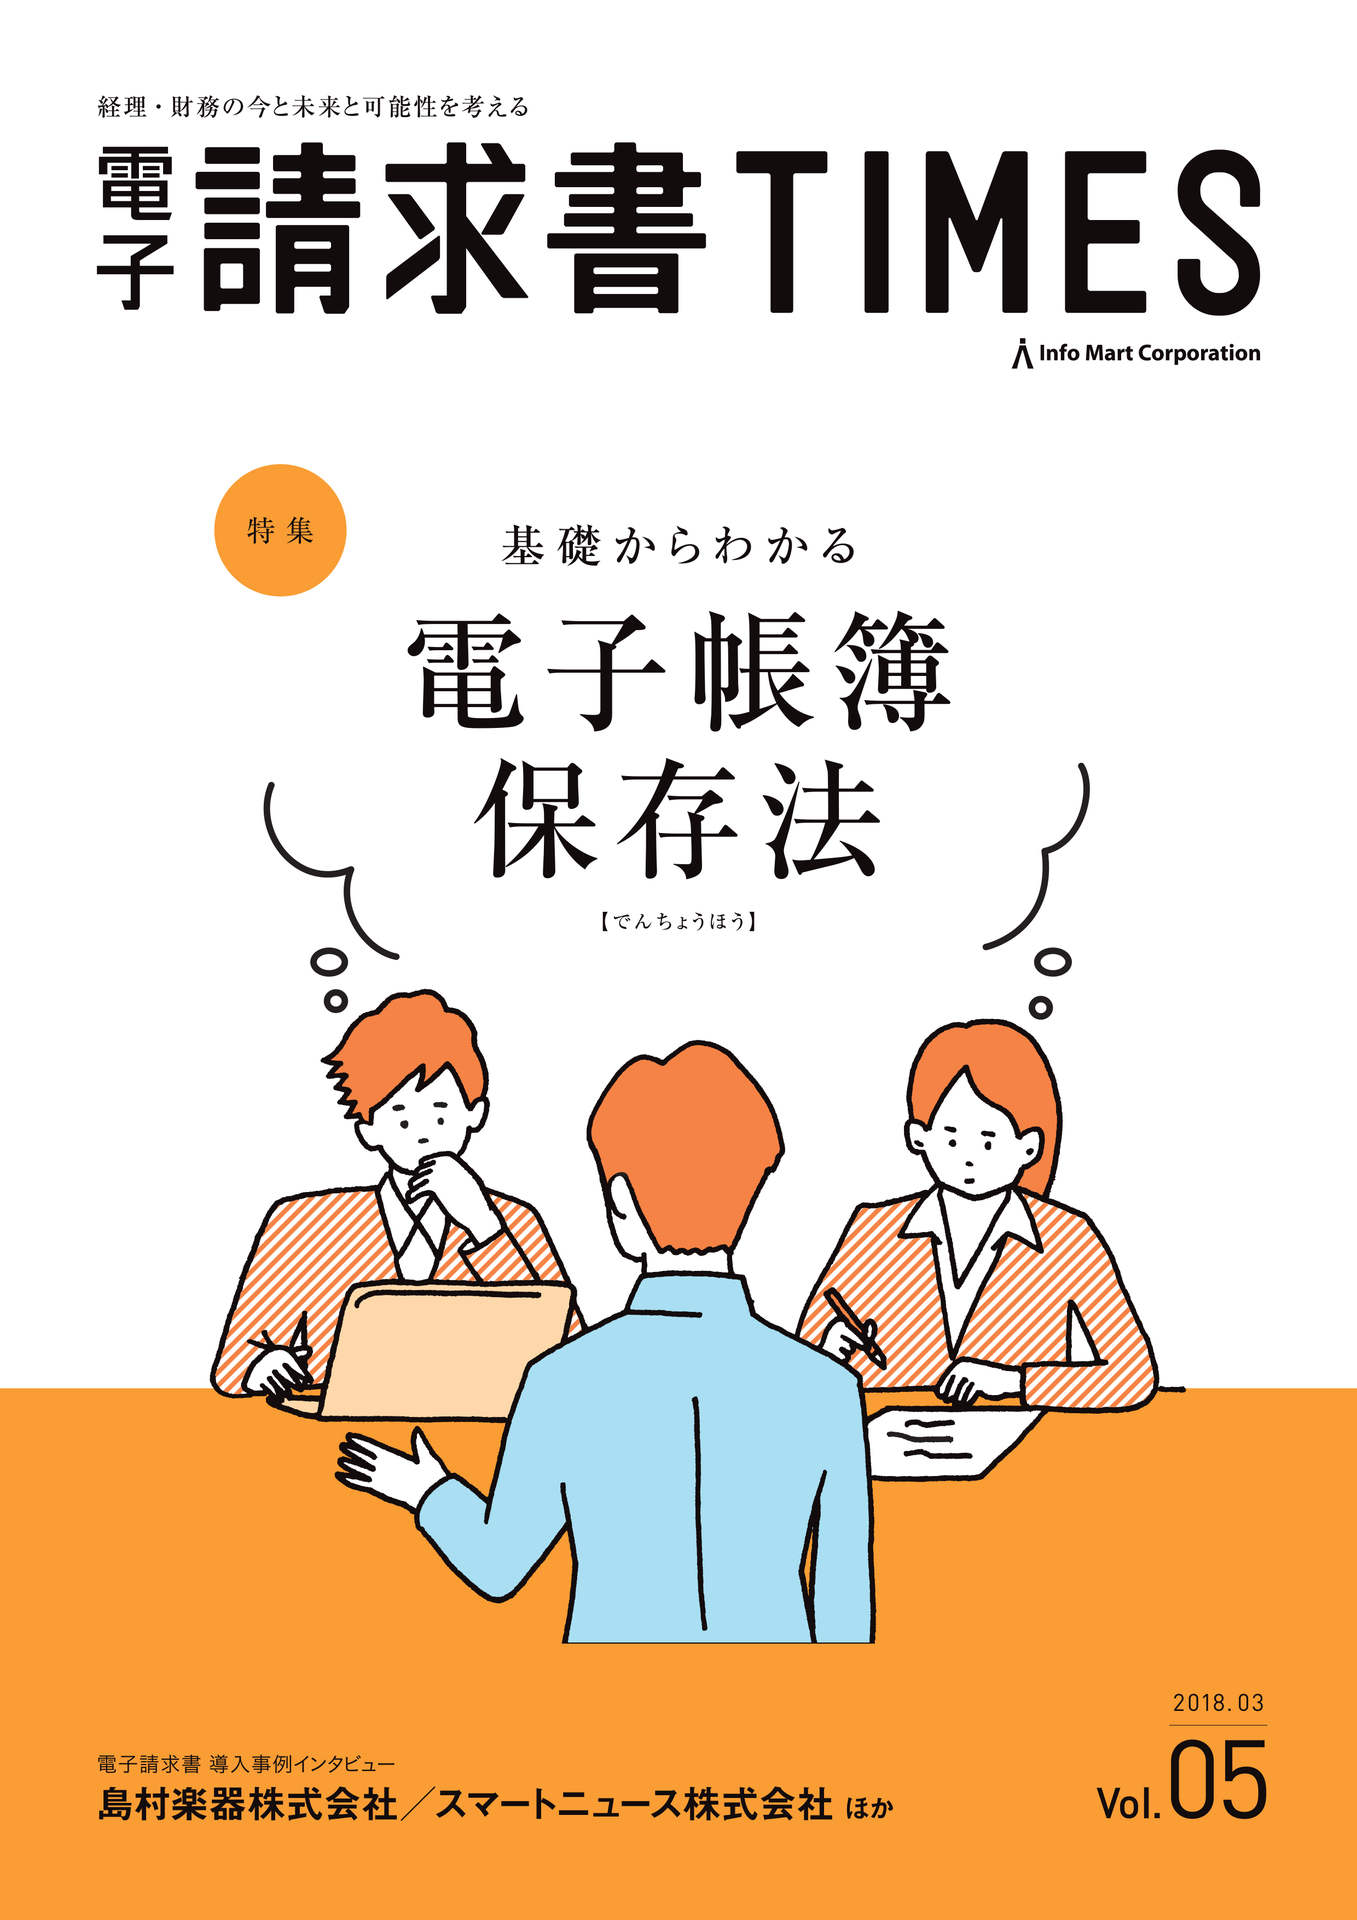 経理・財務の今と未来と可能性を考える
電子請求書TIMES
Info Mart Corporation
特集
基礎からわかる
電子帳簿
保存法
【でんちょうほう】
2018.03
Vol.05
電子請求書 導入事例インタビュー
島村楽器株式会社／スマートニュース株式会社 ほか